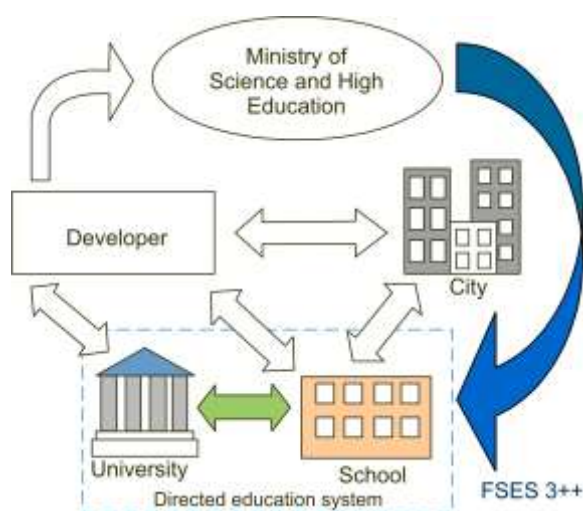 Ministry of
Science and High
Education
Developer
City
University
School
Directed education system
FSES 3++